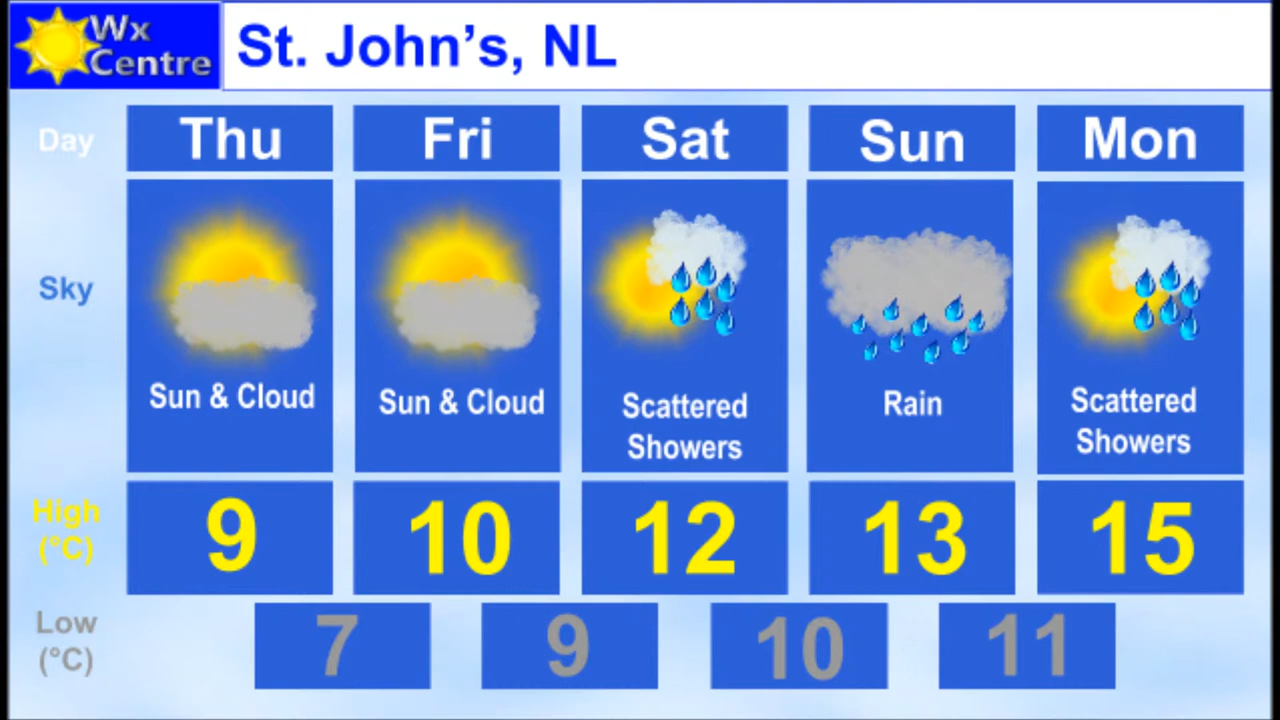 Wx
Centre
St. John's, NL
Day
Thu
Fri
Sat
Sun
Mon
Sky
Sun & Cloud
Sun & Cloud
Scattered
Showers
Rain
Scattered
Showers
High
(°C)
9
10
12
13
15
Low
(°C)
7
9
10
11